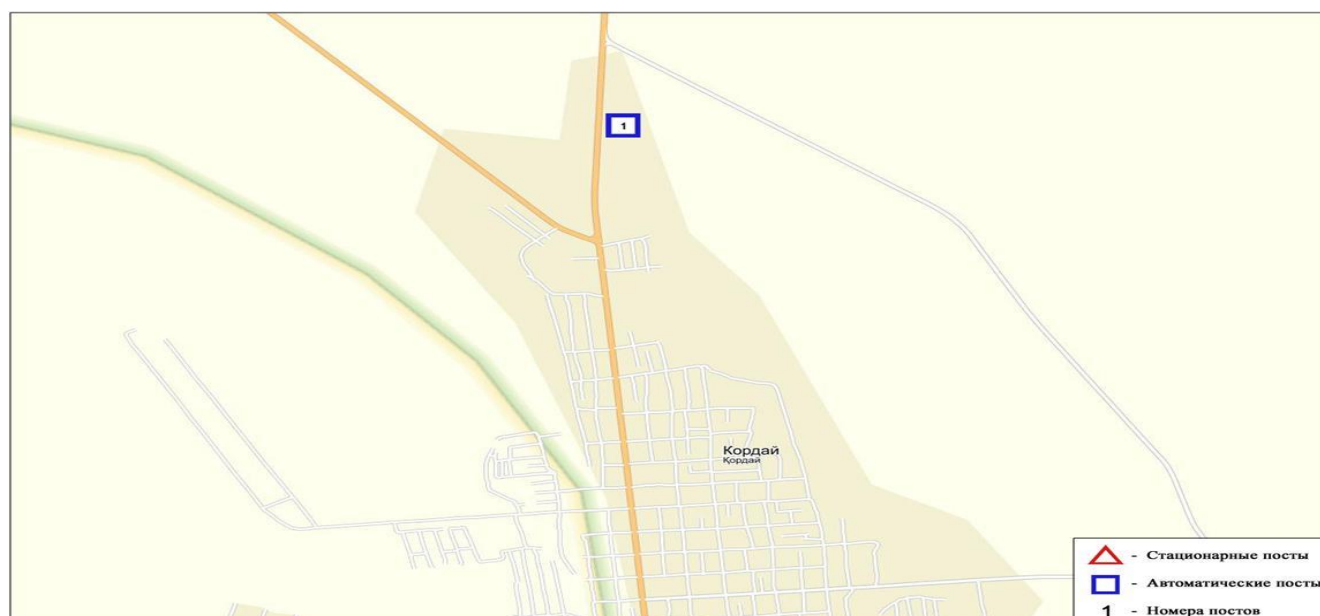 1
Кордай
Қордай
- Стационарные посты
- Автоматические посты
1 - Номера постов